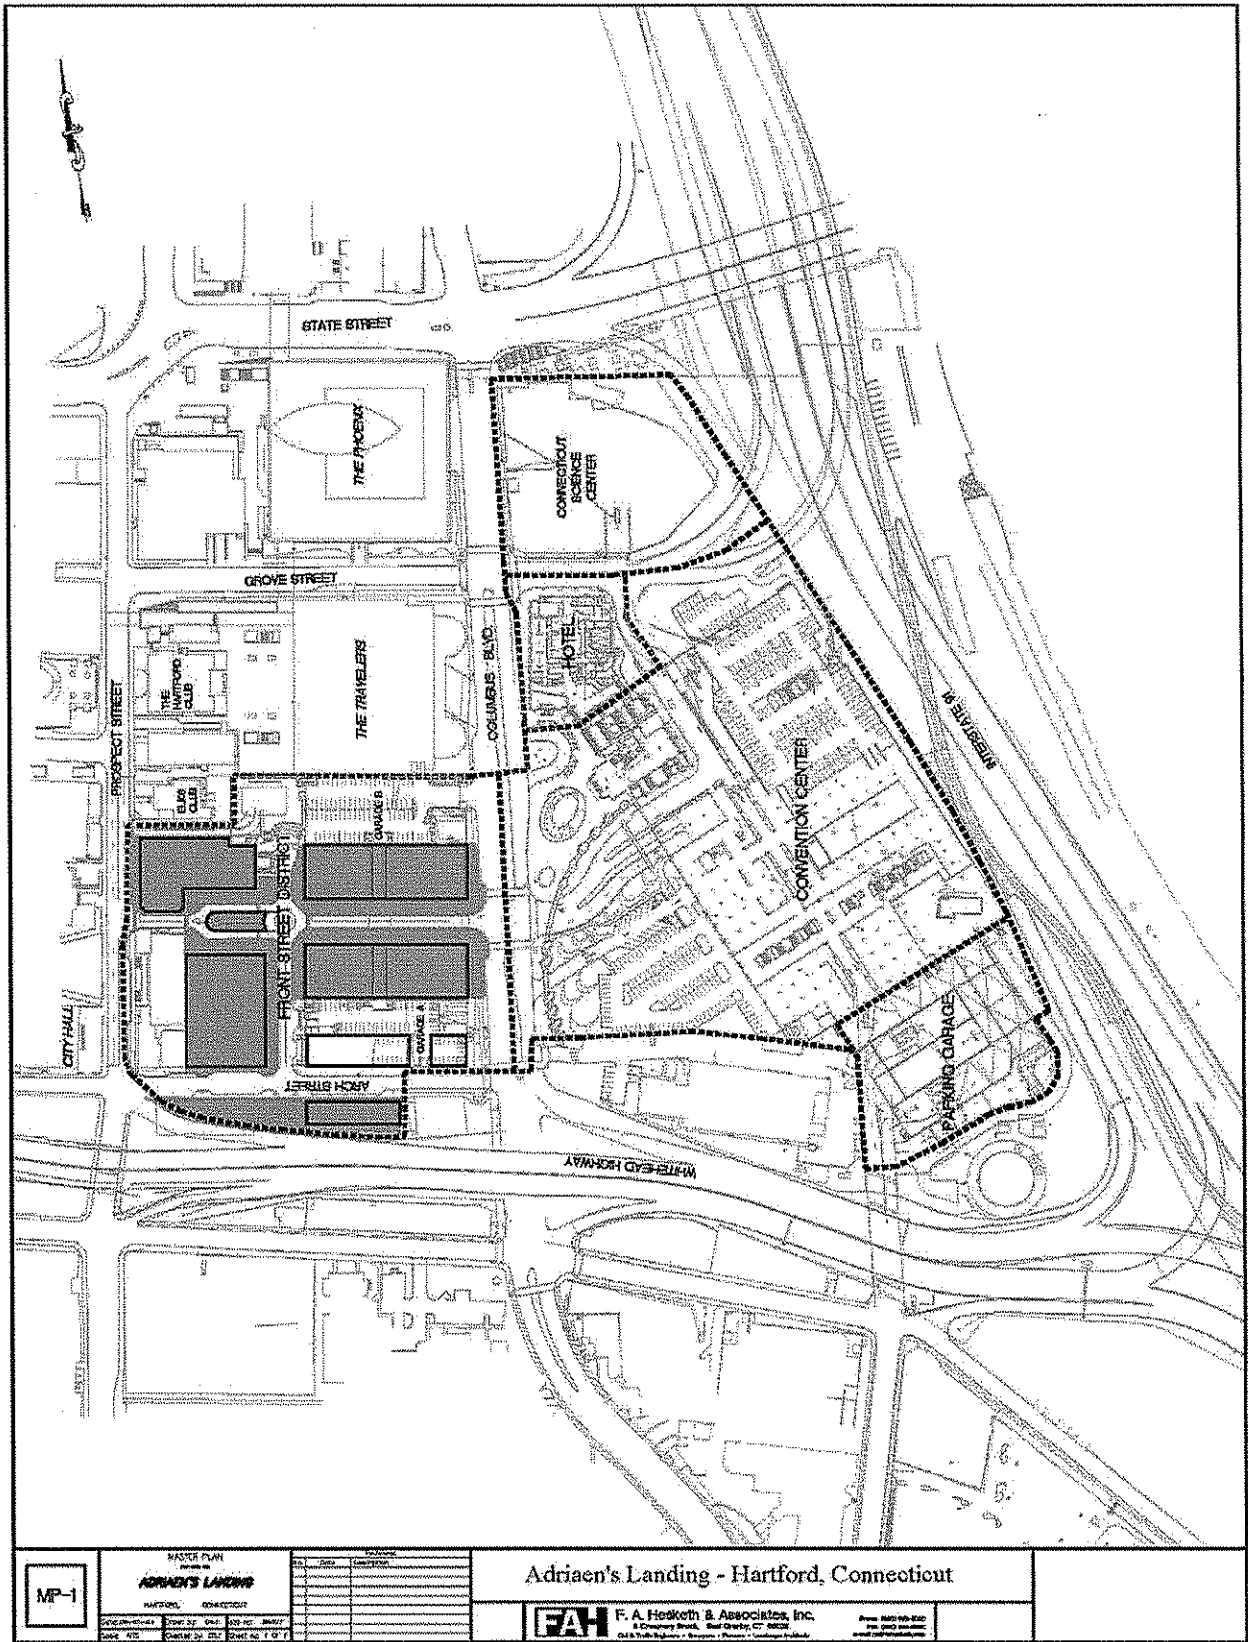 STATE STREET
THE PHOENIX
CONNECTICUT
SCIENCE
CENTER
GROVE STREET
HOTEL
COLUMBUS BLVD.
THE TRAVELERS
THE
HARTFORD
CLUB
PROSPECT STREET
INTERSTATE 91
CONVENTION CENTER
ELKS
CLUB
GARAGE B
FRONT STREET DISTRICT
CITY HALL
GARAGE A
PARKING GARAGE
ARCH STREET
WHITEHEAD HIGHWAY
MP-1
MASTER PLAN
ADRIAEN'S LANDING
HARTFORD, CONNECTICUT
Adriaen's Landing - Hartford, Connecticut
FAH
F. A. Hesketh & Associates, Inc.